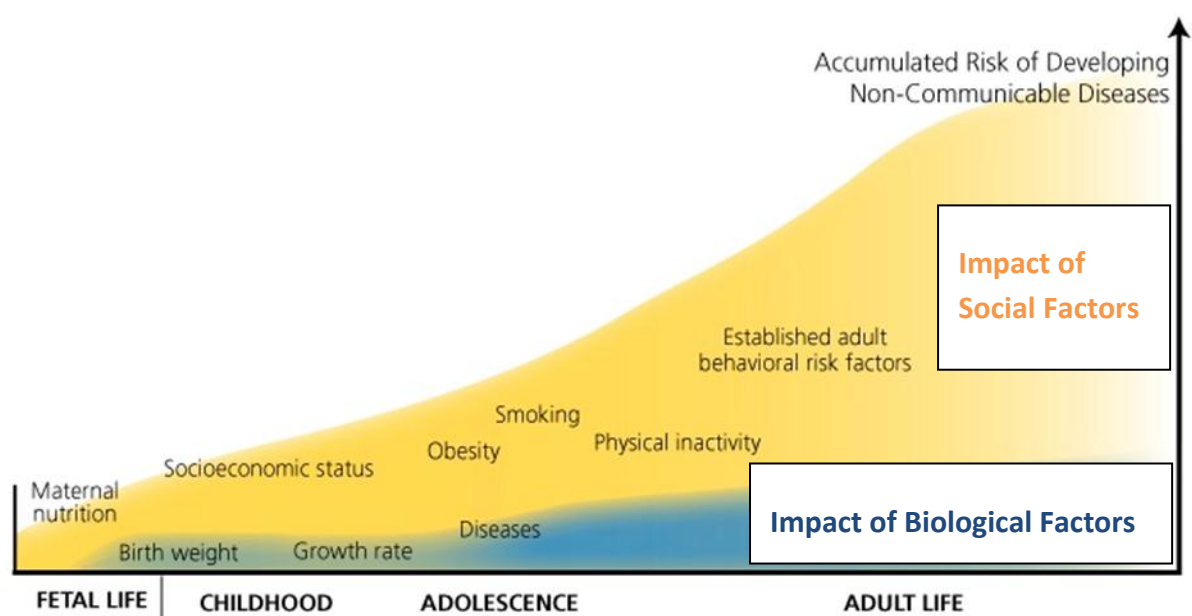 Accumulated Risk of Developing
Non-Communicable Diseases
Impact of
Social Factors
Established adult
behavioral risk factors
Smoking
Physical inactivity
Obesity
Socioeconomic status
Maternal
nutrition
Impact of Biological Factors
Diseases
Birth weight
Growth rate
FETAL LIFE
CHILDHOOD
ADOLESCENCE
ADULT LIFE